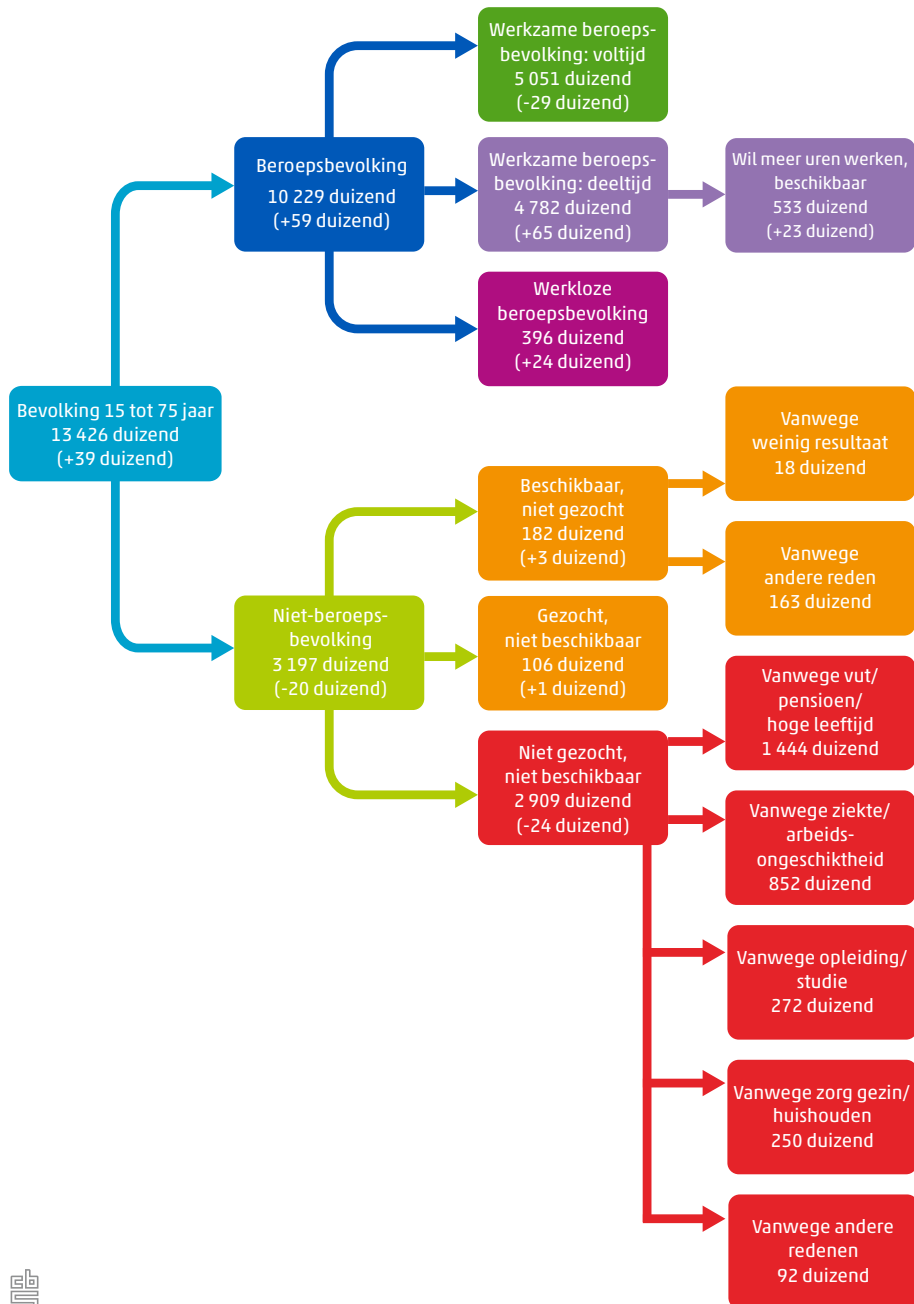 Werkzame beroeps-
bevolking: voltijd
5 051 duizend
(-29 duizend)
Beroepsbevolking
10 229 duizend
(+59 duizend)
Werkzame beroeps-
bevolking: deeltijd
4 782 duizend
(+65 duizend)
Wil meer uren werken,
beschikbaar
533 duizend
(+23 duizend)
Werkloze
beroepsbevolking
396 duizend
(+24 duizend)
Bevolking 15 tot 75 jaar
13 426 duizend
(+39 duizend)
Vanwege
weinig resultaat
18 duizend
Beschikbaar,
niet gezocht
182 duizend
(+3 duizend)
Vanwege
andere reden
163 duizend
Niet-beroeps-
bevolking
3 197 duizend
(-20 duizend)
Gezocht,
niet beschikbaar
106 duizend
(+1 duizend)
Vanwege vut/
pensioen/
hoge leeftijd
1 444 duizend
Niet gezocht,
niet beschikbaar
2 909 duizend
(-24 duizend)
Vanwege ziekte/
arbeids-
ongeschiktheid
852 duizend
Vanwege opleiding/
studie
272 duizend
Vanwege zorg gezin/
huishouden
250 duizend
Vanwege andere
redenen
92 duizend
cb